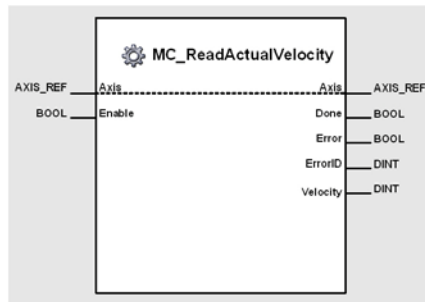 MC_ReadActualVelocity
AXIS_REF Axis Axis AXIS_REF
BOOL Enable Done BOOL
Error BOOL
ErrorID DINT
Velocity DINT